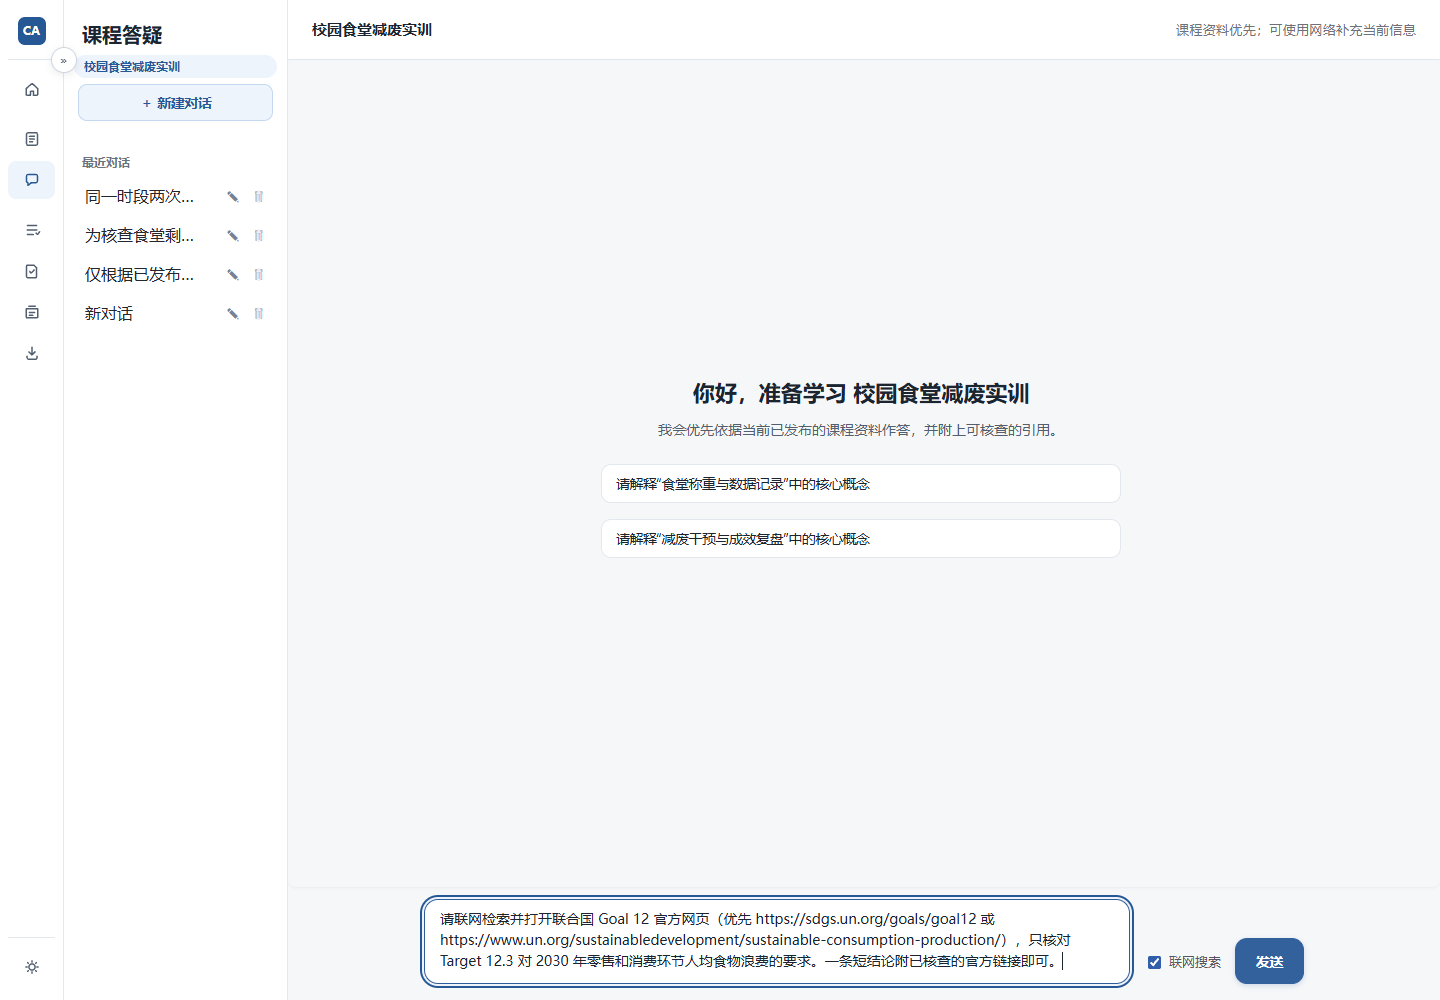 CA
课程答疑
校园食堂减废实训
»
+ 新建对话
最近对话
同一时段两次...
为核查食堂剩...
仅根据已发布...
新对话
校园食堂减废实训
课程资料优先；可使用网络补充当前信息
你好，准备学习 校园食堂减废实训
我会优先依据当前已发布的课程资料作答，并附上可核查的引用。
请解释“食堂称重与数据记录”中的核心概念
请解释“减废干预与成效复盘”中的核心概念
请联网检索并打开联合国 Goal 12 官方网页（优先 https://sdgs.un.org/goals/goal12 或
https://www.un.org/sustainabledevelopment/sustainable-consumption-production/），只核对
Target 12.3 对 2030 年零售和消费环节人均食物浪费的要求。一条短结论附已核查的官方链接即可。
联网搜索
发送